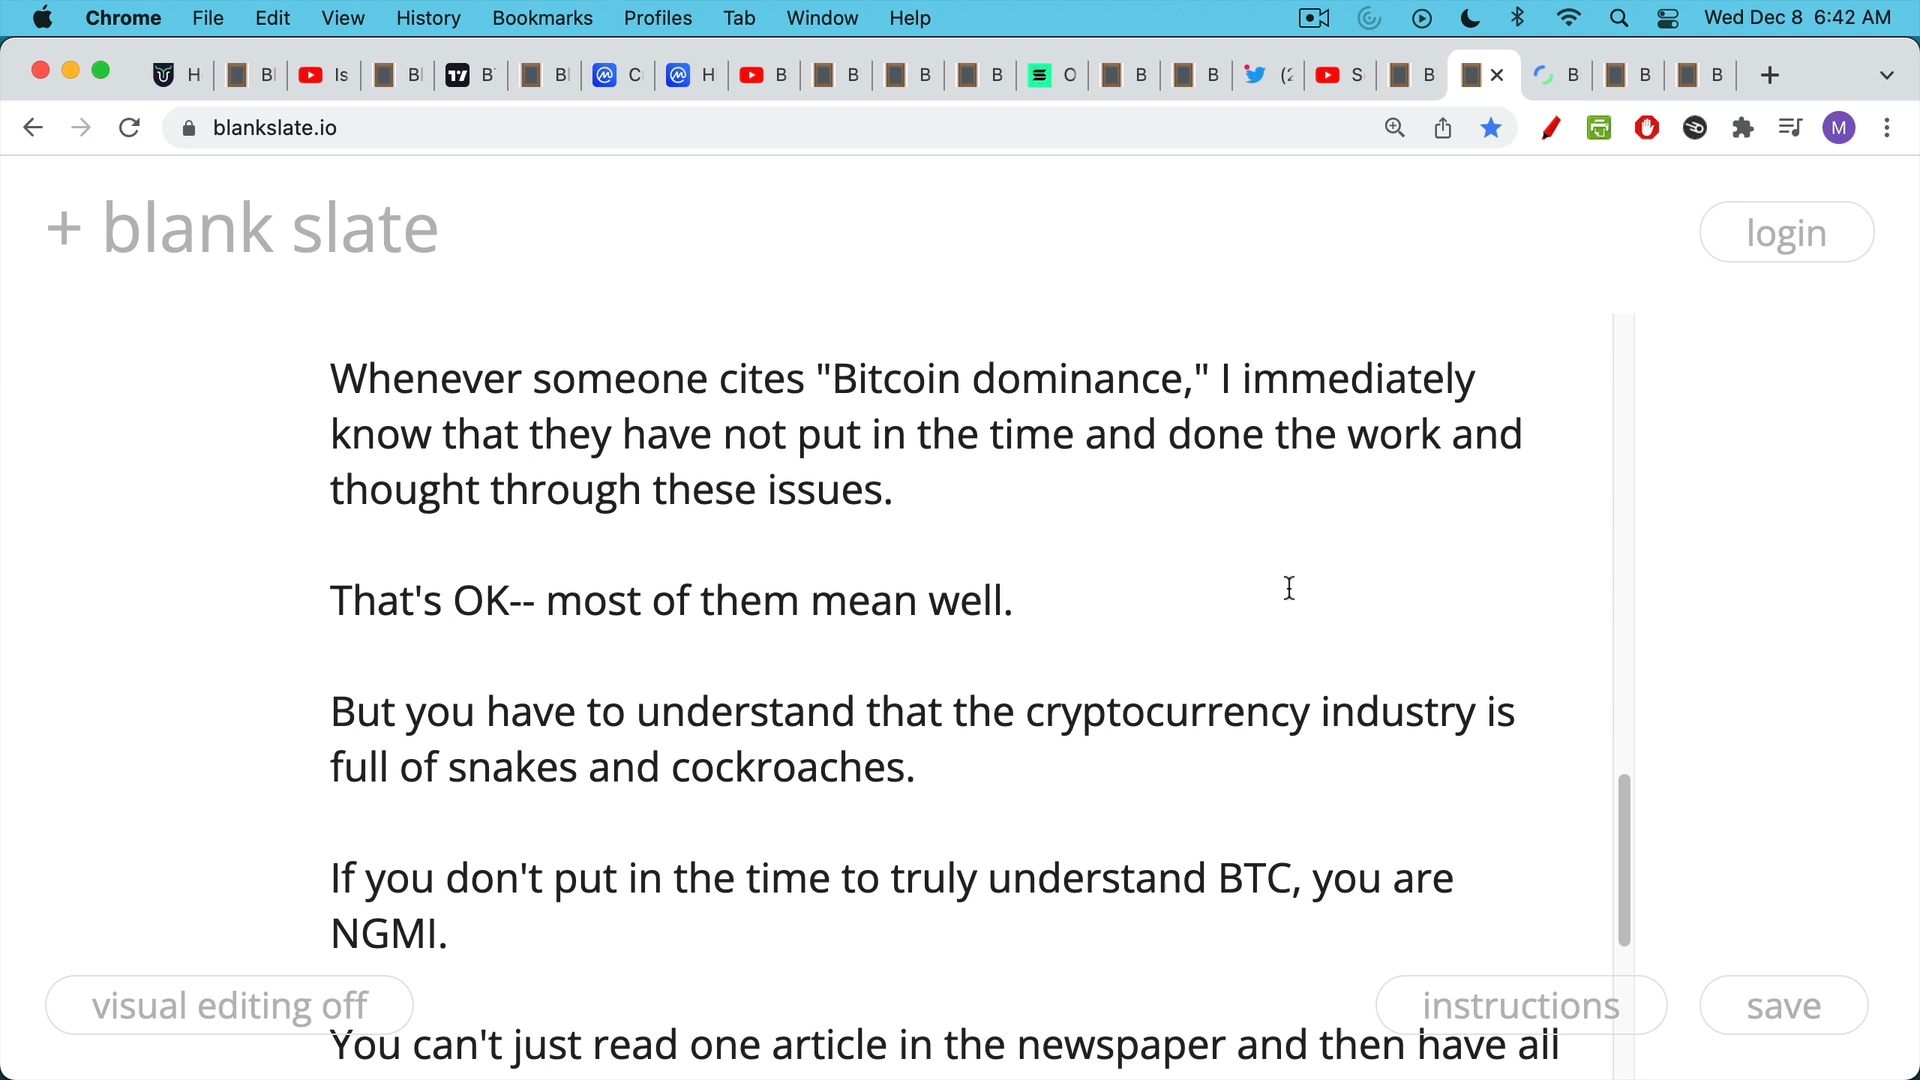 Chrome File Edit View History Bookmarks Profiles Tab Window Help Wed Dec 8 6:42 AM
H B Is B B B C H B B B B O B B (2 S B B B B
blankslate.io M
+ blank slate
login
Whenever someone cites "Bitcoin dominance," I immediately
know that they have not put in the time and done the work and
thought through these issues.
That's OK-- most of them mean well.
But you have to understand that the cryptocurrency industry is
full of snakes and cockroaches.
If you don't put in the time to truly understand BTC, you are
NGMI.
visual editing off
instructions
save
You can't just read one article in the newspaper and then have all